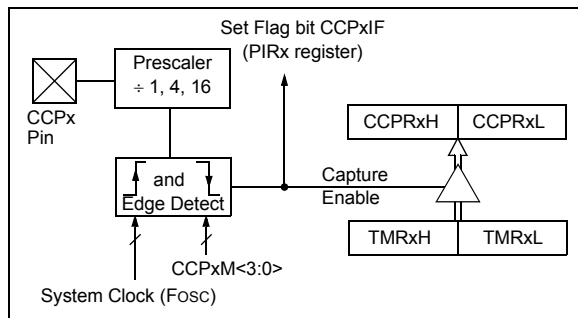 Set Flag bit CCPxIF
(PIRx register)
Prescaler
÷ 1, 4, 16
CCPx
Pin
CCPRxH
CCPRxL
and
Edge Detect
Capture
Enable
TMRxH
TMRxL
CCPxM<3:0>
System Clock (FOSC)